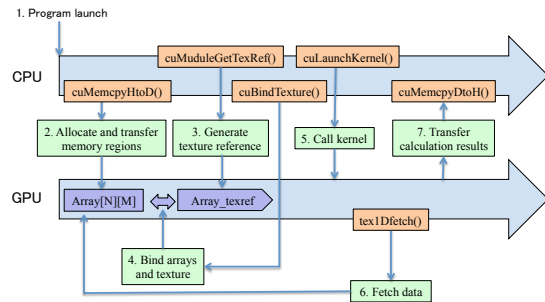 1. Program launch
cuMuduleGetTexRef()
cuLaunchKernel()
CPU
cuMemcpyHtoD()
cuBindTexture()
cuMemcpyDtoH()
2. Allocate and transfer
memory regions
3. Generate
texture reference
5. Call kernel
7. Transfer
calculation results
GPU
Array[N][M]
Array_texref
tex1Dfetch()
4. Bind arrays
and texture
6. Fetch data